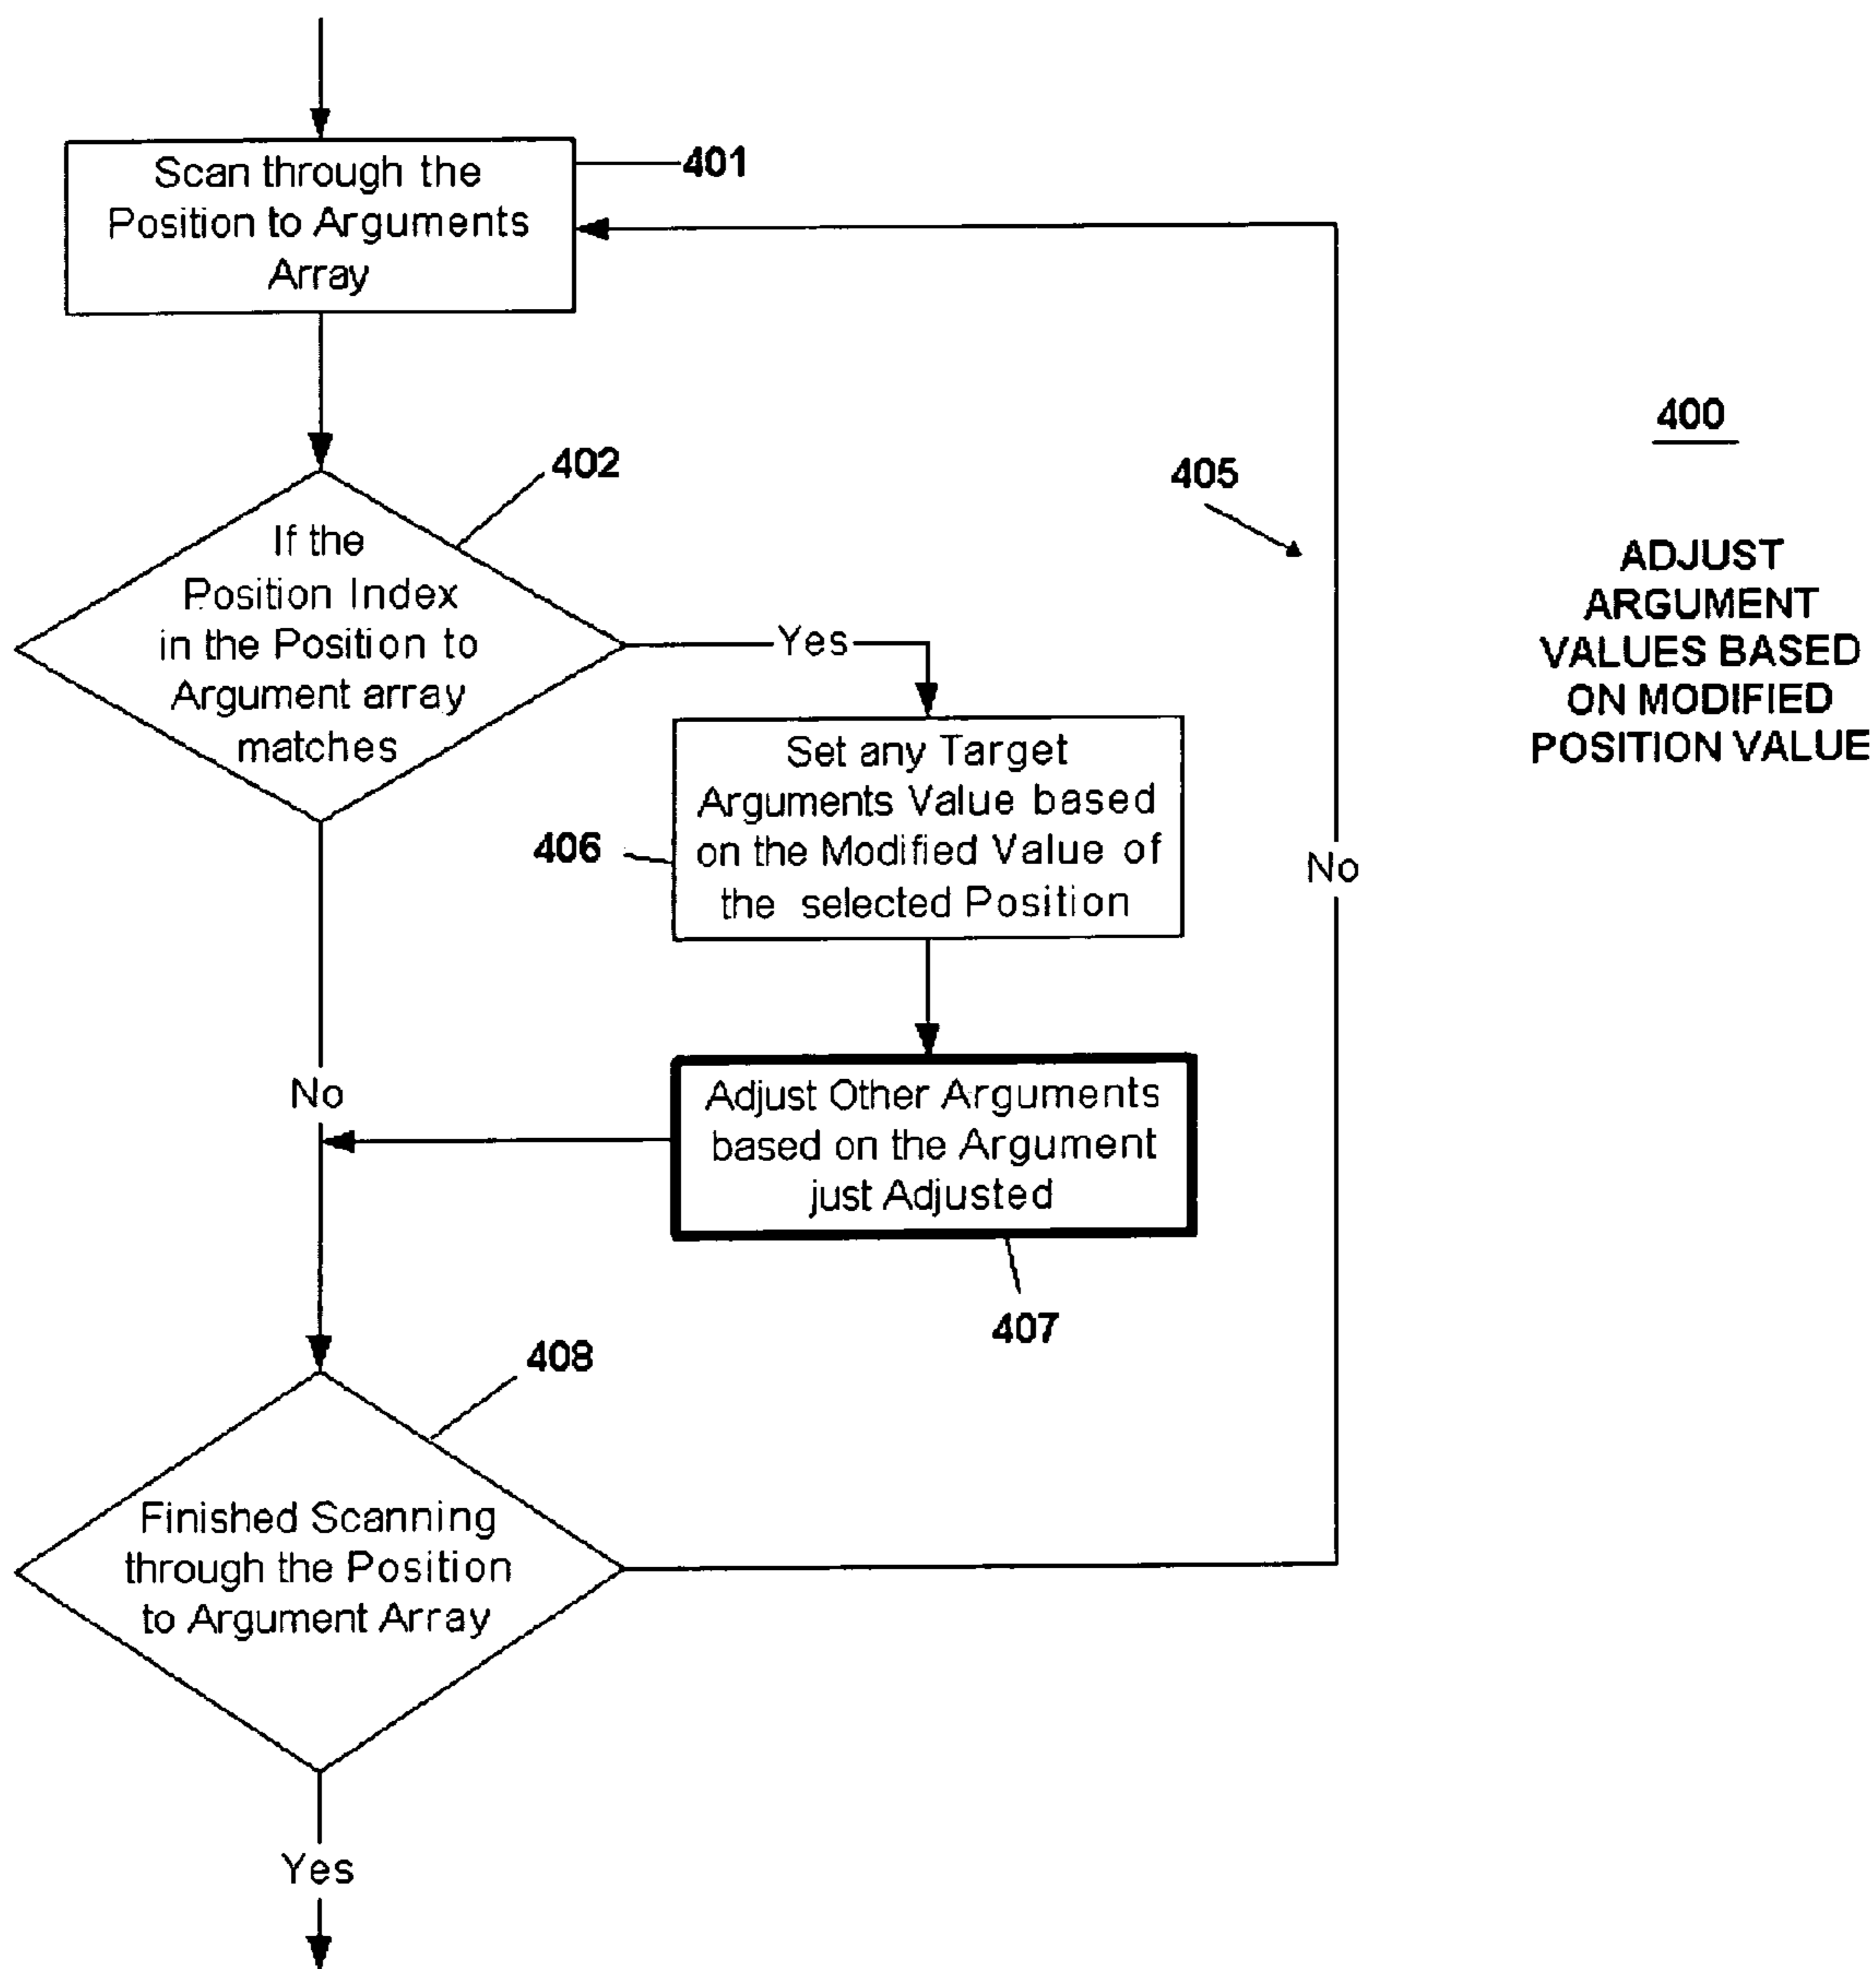 Scan through the
Position to Arguments
Array
401
402
If the
Position Index
in the Position to
Argument array
matches
Yes
405
400
ADJUST
ARGUMENT
VALUES BASED
ON MODIFIED
POSITION VALUE
Set any Target
Arguments Value based
on the Modified Value of
the selected Position
406
No
No
Adjust Other Arguments
based on the Argument
just Adjusted
407
408
Finished Scanning
through the Position
to Argument Array
Yes